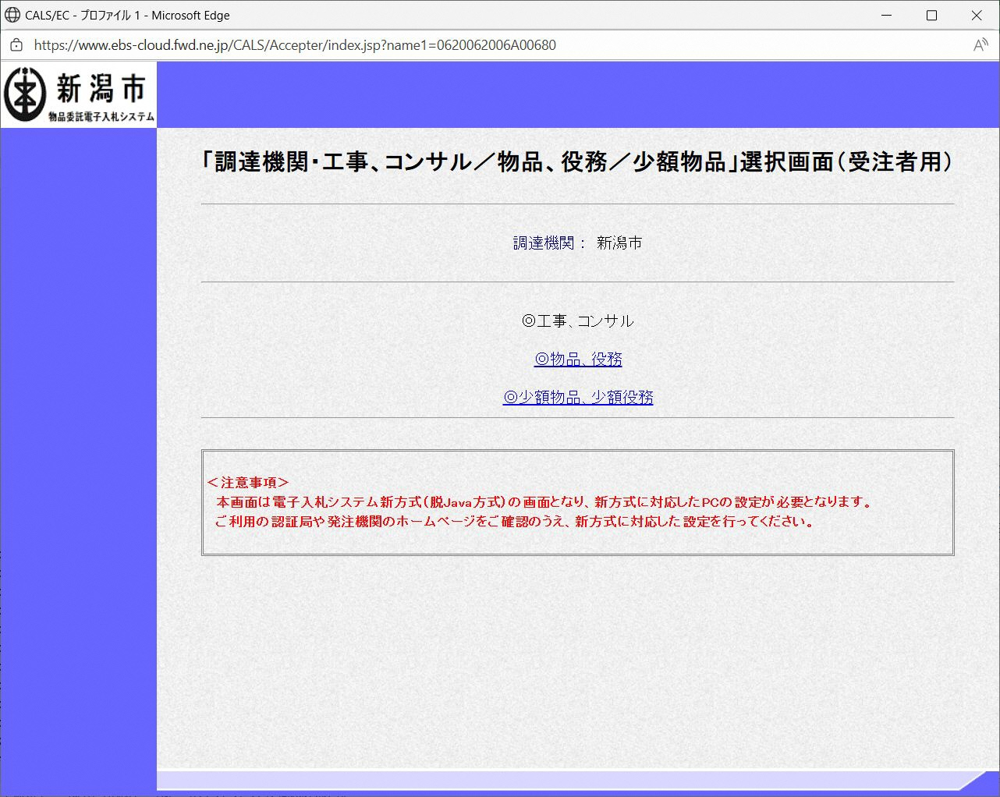 CALS/EC - プロファイル 1 - Microsoft Edge
https://www.ebs-cloud.fwd.ne.jp/CALS/Accepter/index.jsp?name1=0620062006A00680
新潟市
物品委託電子入札システム
「調達機関・工事、コンサル／物品、役務／少額物品」選択画面（受注者用）
調達機関： 新潟市
◎工事、コンサル
◎物品、役務
◎少額物品、少額役務
＜注意事項＞
本画面は電子入札システム新方式（脱Java方式）の画面となり、新方式に対応したPCの設定が必要となります。
ご利用の認証局や発注機関のホームページをご確認のうえ、新方式に対応した設定を行ってください。